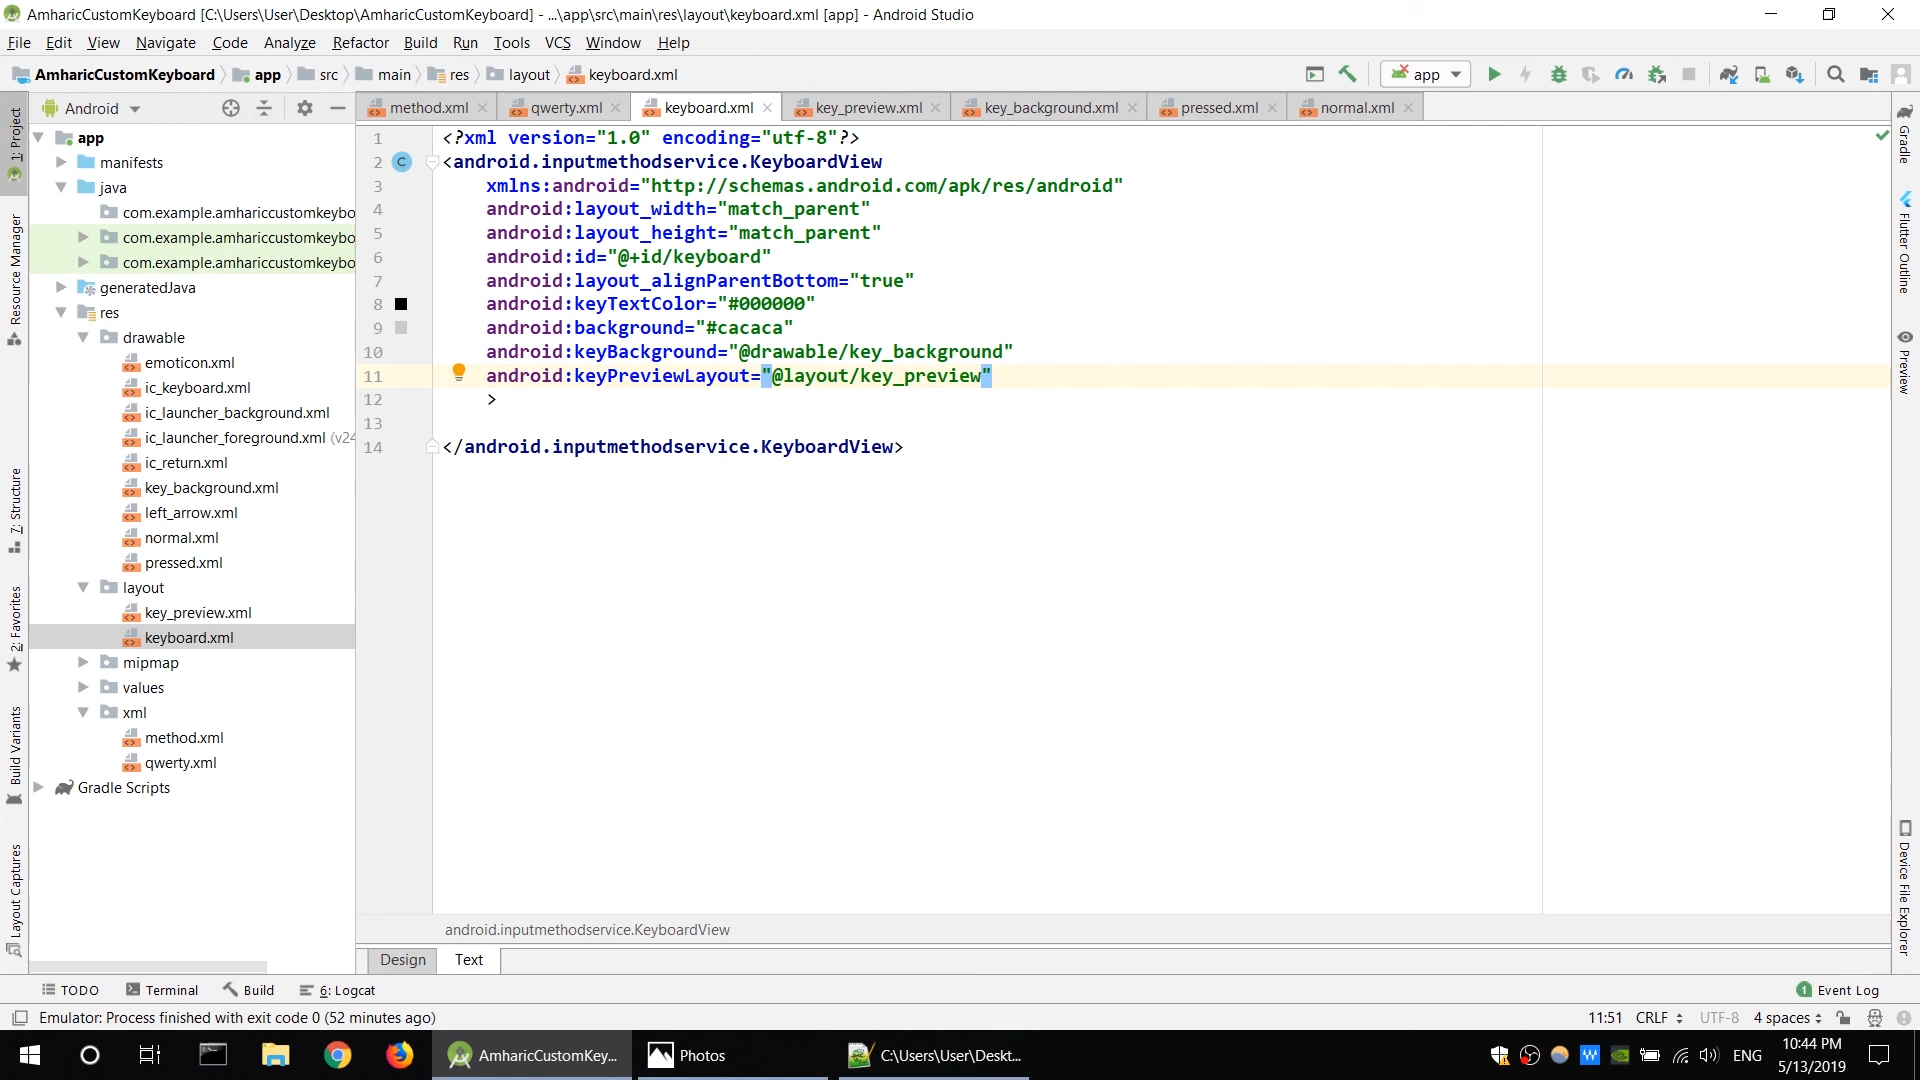 AmharicCustomKeyboard [C:\Users\User\Desktop\AmharicCustomKeyboard] - ...\app\src\main\res\layout\keyboard.xml [app] - Android Studio
File Edit View Navigate Code Analyze Refactor Build Run Tools VCS Window Help
AmharicCustomKeyboard app src main res layout keyboard.xml app
Android
method.xml qwerty.xml keyboard.xml key_preview.xml key_background.xml pressed.xml normal.xml
1: Project
Resource Manager
7: Structure
2: Favorites
Build Variants
Layout Captures
app
manifests
java
com.example.amhariccustomkeybo
com.example.amhariccustomkeybo
com.example.amhariccustomkeybo
generatedJava
res
drawable
emoticon.xml
ic_keyboard.xml
ic_launcher_background.xml
ic_launcher_foreground.xml (v24
ic_return.xml
key_background.xml
left_arrow.xml
normal.xml
pressed.xml
layout
key_preview.xml
keyboard.xml
mipmap
values
xml
method.xml
qwerty.xml
Gradle Scripts
1 <?xml version="1.0" encoding="utf-8"?>
2 C <android.inputmethodservice.KeyboardView
3 xmlns:android="http://schemas.android.com/apk/res/android"
4 android:layout_width="match_parent"
5 android:layout_height="match_parent"
6 android:id="@+id/keyboard"
7 android:layout_alignParentBottom="true"
8 android:keyTextColor="#000000"
9 android:background="#cacaca"
10 android:keyBackground="@drawable/key_background"
11 android:keyPreviewLayout="@layout/key_preview"
12 >
13
14 </android.inputmethodservice.KeyboardView>
Gradle
Flutter Outline
Preview
Device File Explorer
android.inputmethodservice.KeyboardView
Design Text
TODO Terminal Build 6: Logcat 1 Event Log
Emulator: Process finished with exit code 0 (52 minutes ago) 11:51 CRLF UTF-8 4 spaces
AmharicCustomKey... Photos C:\Users\User\Deskt... W ENG 10:44 PM
5/13/2019